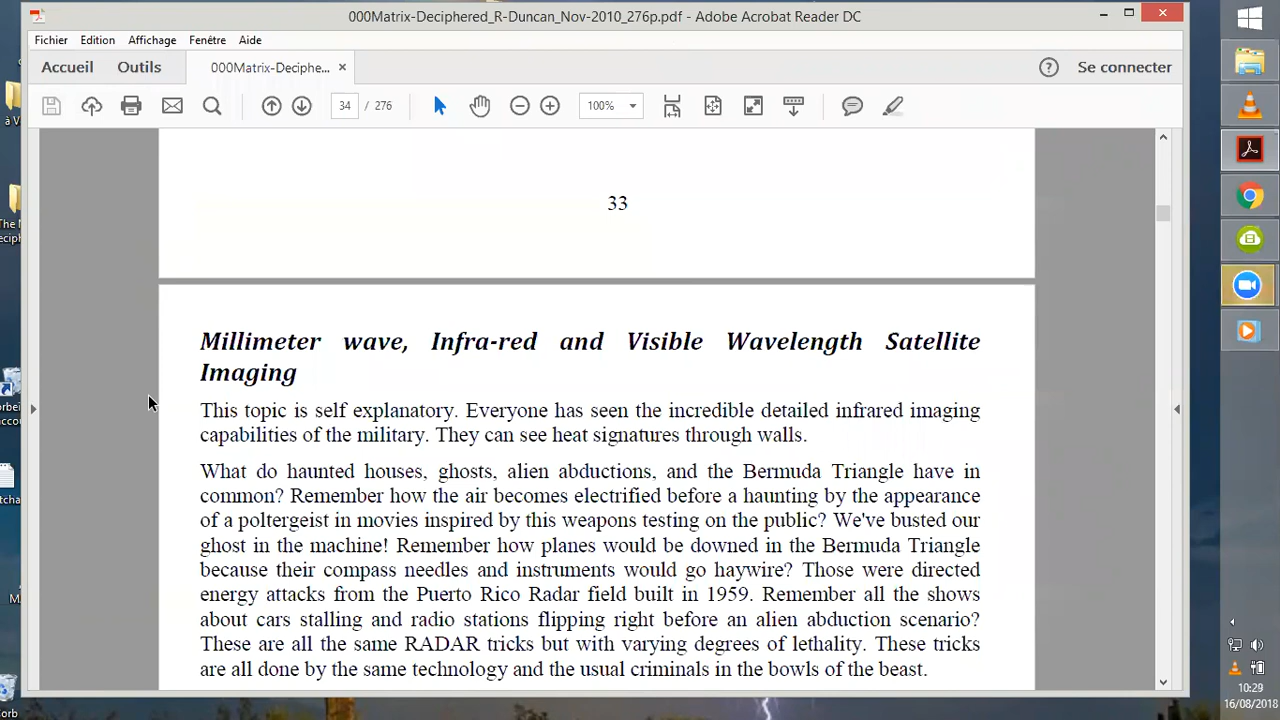 000Matrix-Deciphered_R-Duncan_Nov-2010_276p.pdf - Adobe Acrobat Reader DC
Fichier Edition Affichage Fenêtre Aide
Accueil Outils 000Matrix-Deciphe... × Se connecter
34 / 276 100%
33
Millimeter wave, Infra-red and Visible Wavelength Satellite
Imaging
This topic is self explanatory. Everyone has seen the incredible detailed infrared imaging
capabilities of the military. They can see heat signatures through walls.
What do haunted houses, ghosts, alien abductions, and the Bermuda Triangle have in
common? Remember how the air becomes electrified before a haunting by the appearance
of a poltergeist in movies inspired by this weapons testing on the public? We've busted our
ghost in the machine! Remember how planes would be downed in the Bermuda Triangle
because their compass needles and instruments would go haywire? Those were directed
energy attacks from the Puerto Rico Radar field built in 1959. Remember all the shows
about cars stalling and radio stations flipping right before an alien abduction scenario?
These are all the same RADAR tricks but with varying degrees of lethality. These tricks
are all done by the same technology and the usual criminals in the bowls of the beast.
à V
The M
eciph
10:29
16/08/2018